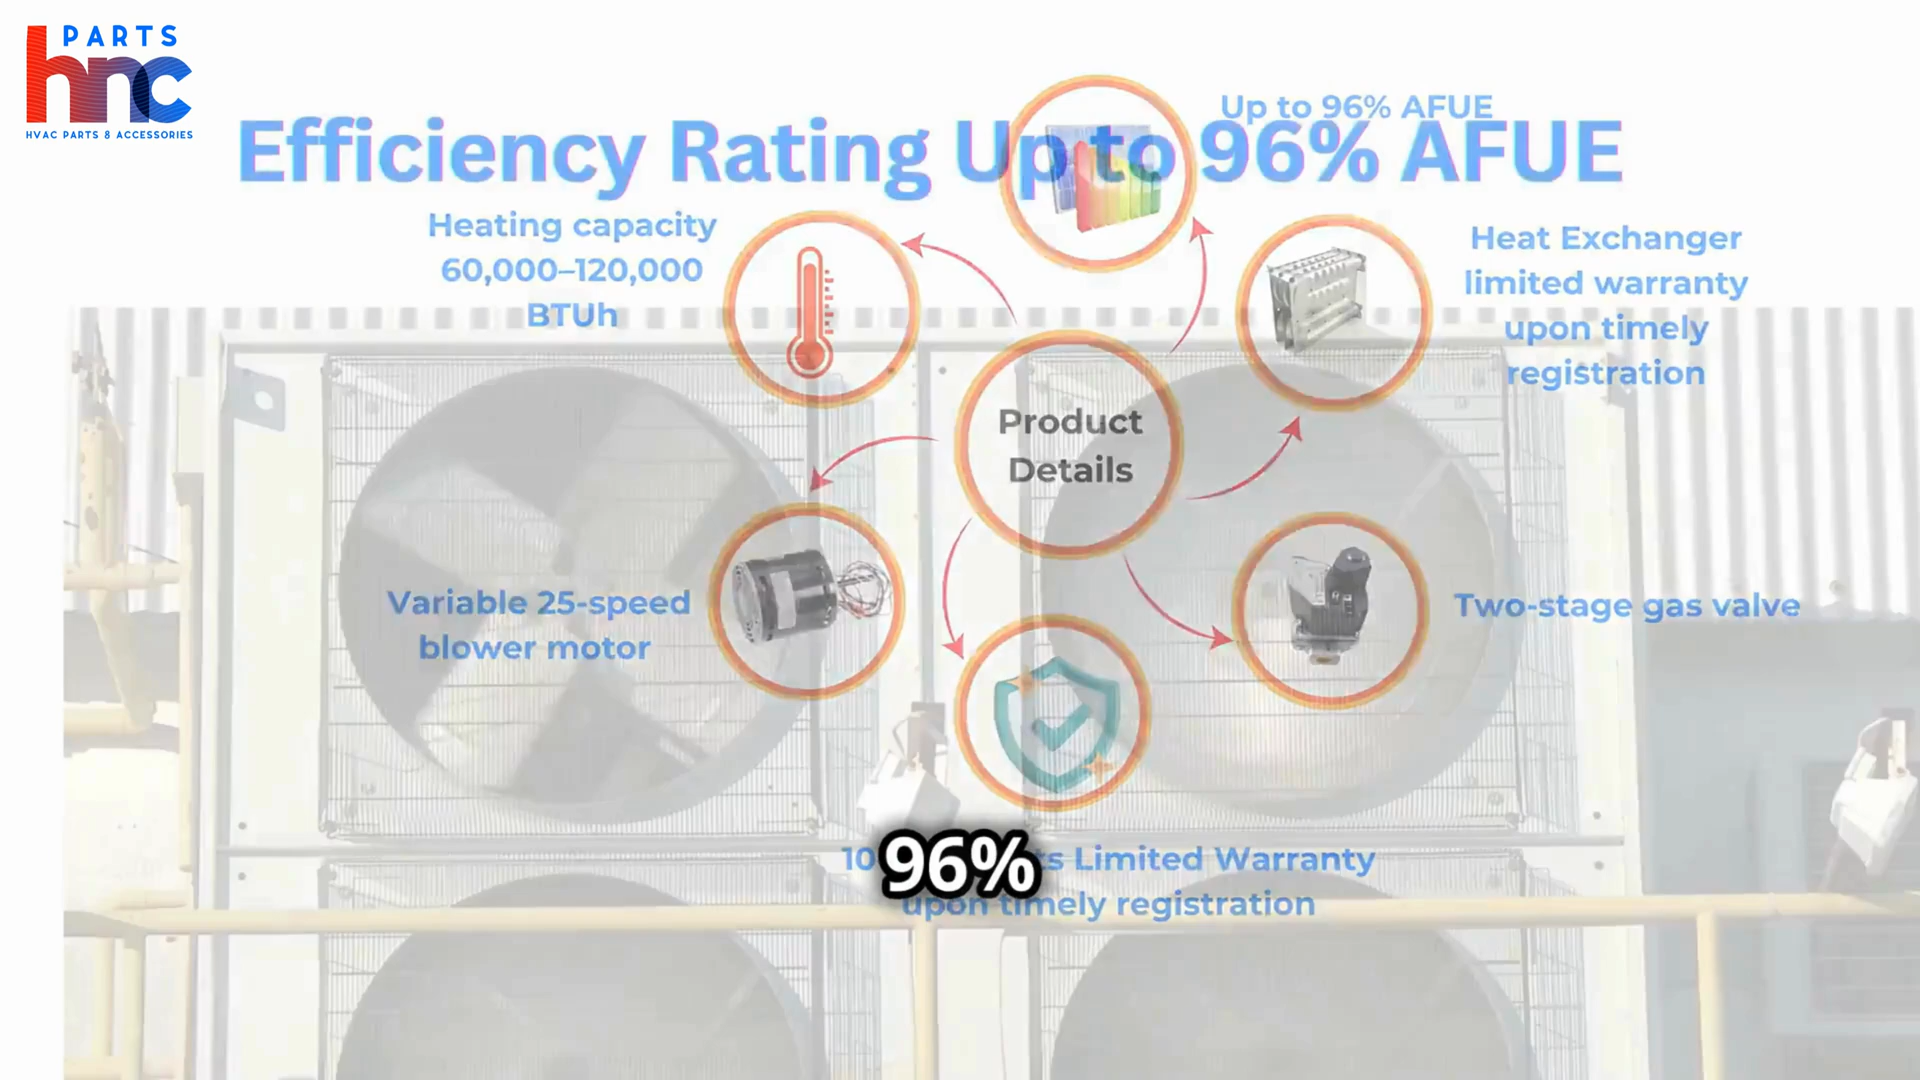 PARTS
hnc
HVAC PARTS & ACCESSORIES
Up to 96% AFUE
Efficiency Rating Up to 96% AFUE
Heating capacity
60,000–120,000
BTUh
Heat Exchanger
limited warranty
upon timely
registration
Product
Details
Variable 25-speed
blower motor
Two-stage gas valve
10
96%
s Limited Warranty
upon timely registration